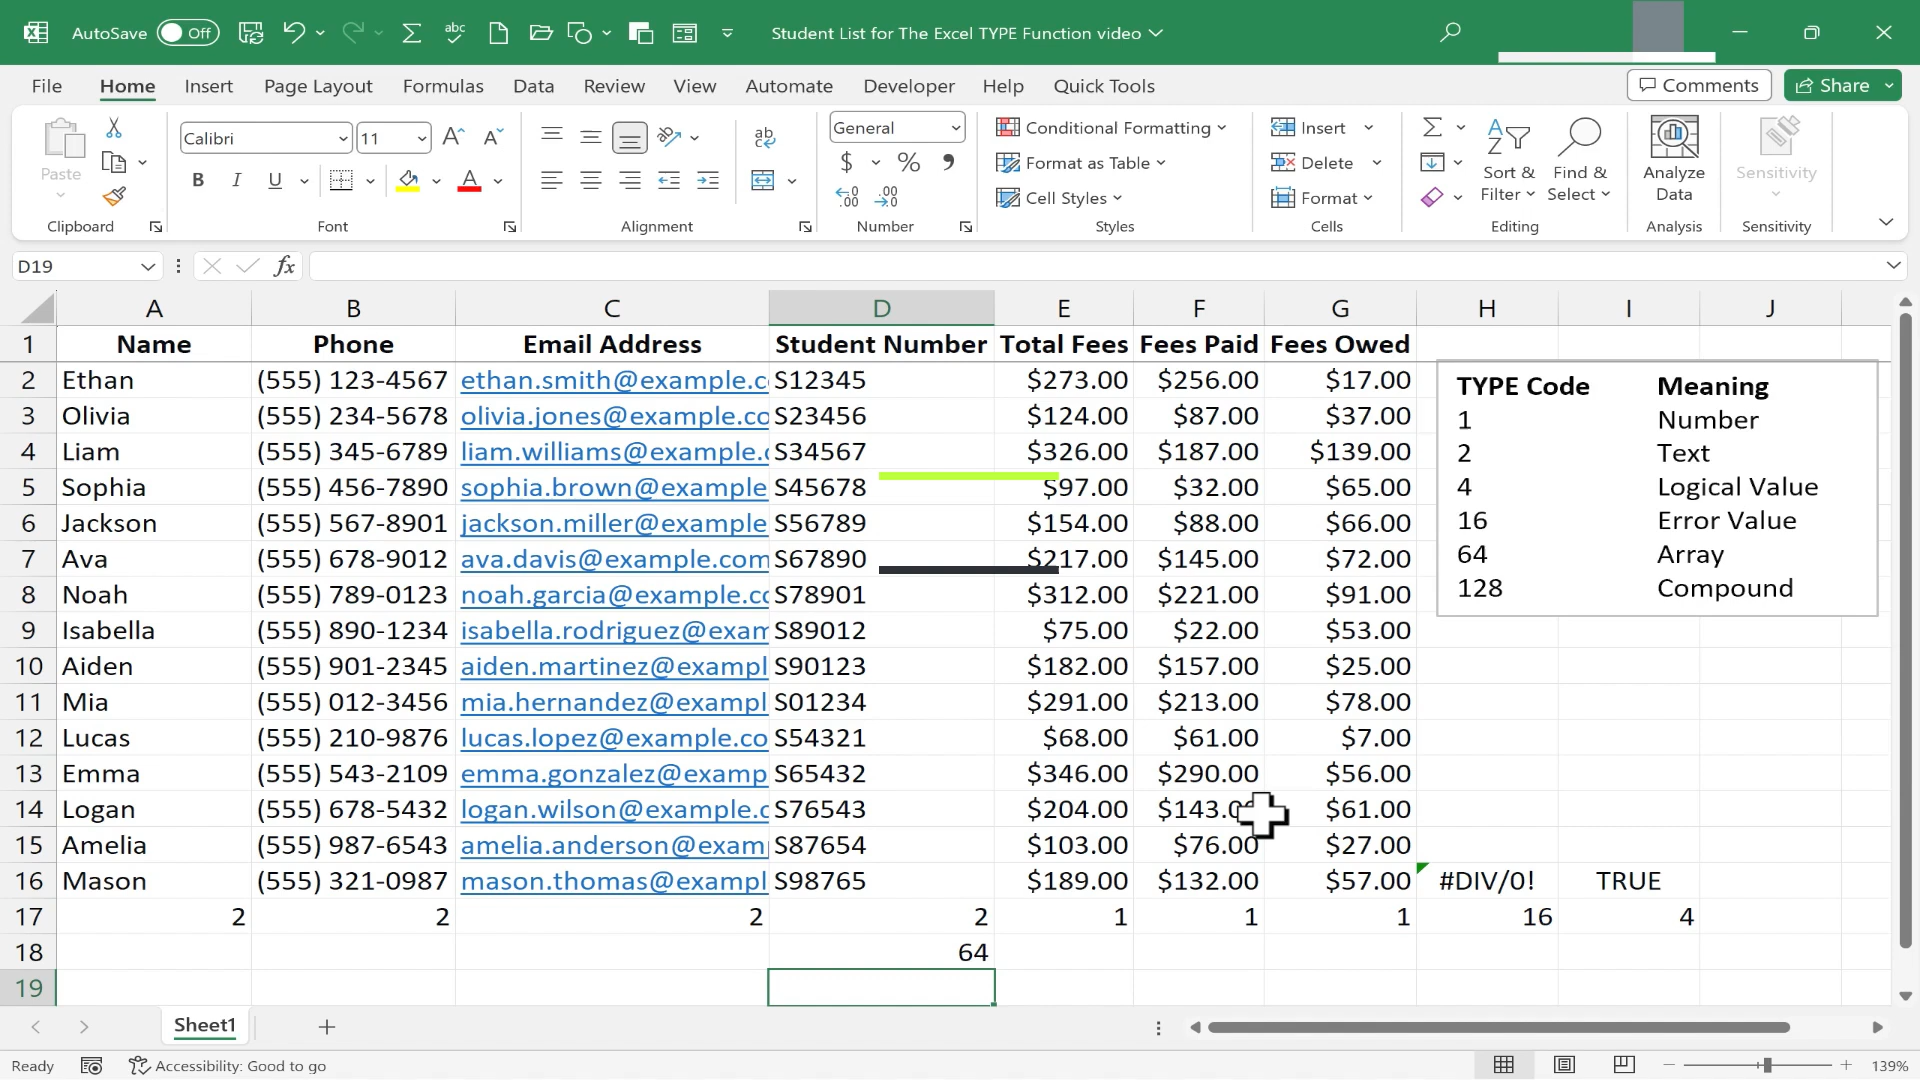 AutoSave Off abc Student List for The Excel TYPE Function video
File Home Insert Page Layout Formulas Data Review View Automate Developer Help Quick Tools Comments Share
Paste Calibri 11 A A ab c General Conditional Formatting Insert Σ A Z Sort & Filter Find & Select Analyze Data Sensitivity
B I U A $ % , Format as Table Delete
.00 .00 Cell Styles Format
Clipboard Font Alignment Number Styles Cells Editing Analysis Sensitivity
D19 fx
A B C D E F G H I J
1 Name Phone Email Address Student Number Total Fees Fees Paid Fees Owed
2 Ethan (555) 123-4567 ethan.smith@example.c S12345 $273.00 $256.00 $17.00
3 Olivia (555) 234-5678 olivia.jones@example.co S23456 $124.00 $87.00 $37.00
4 Liam (555) 345-6789 liam.williams@example. S34567 $326.00 $187.00 $139.00
5 Sophia (555) 456-7890 sophia.brown@example S45678 $97.00 $32.00 $65.00
6 Jackson (555) 567-8901 jackson.miller@example. S56789 $154.00 $88.00 $66.00
7 Ava (555) 678-9012 ava.davis@example.com S67890 $217.00 $145.00 $72.00
8 Noah (555) 789-0123 noah.garcia@example.co S78901 $312.00 $221.00 $91.00
9 Isabella (555) 890-1234 isabella.rodriguez@exam S89012 $75.00 $22.00 $53.00
10 Aiden (555) 901-2345 aiden.martinez@exampl S90123 $182.00 $157.00 $25.00
11 Mia (555) 012-3456 mia.hernandez@exampl S01234 $291.00 $213.00 $78.00
12 Lucas (555) 210-9876 lucas.lopez@example.co S54321 $68.00 $61.00 $7.00
13 Emma (555) 543-2109 emma.gonzalez@examp S65432 $346.00 $290.00 $56.00
14 Logan (555) 678-5432 logan.wilson@example.c S76543 $204.00 $143.0 $61.00
15 Amelia (555) 987-6543 amelia.anderson@exam S87654 $103.00 $76.00 $27.00
16 Mason (555) 321-0987 mason.thomas@exampl S98765 $189.00 $132.00 $57.00 #DIV/0! TRUE
17 2 2 2 2 1 1 1 16 4
18 64
19
TYPE Code Meaning
1 Number
2 Text
4 Logical Value
16 Error Value
64 Array
128 Compound
Sheet1
Ready Accessibility: Good to go 139%